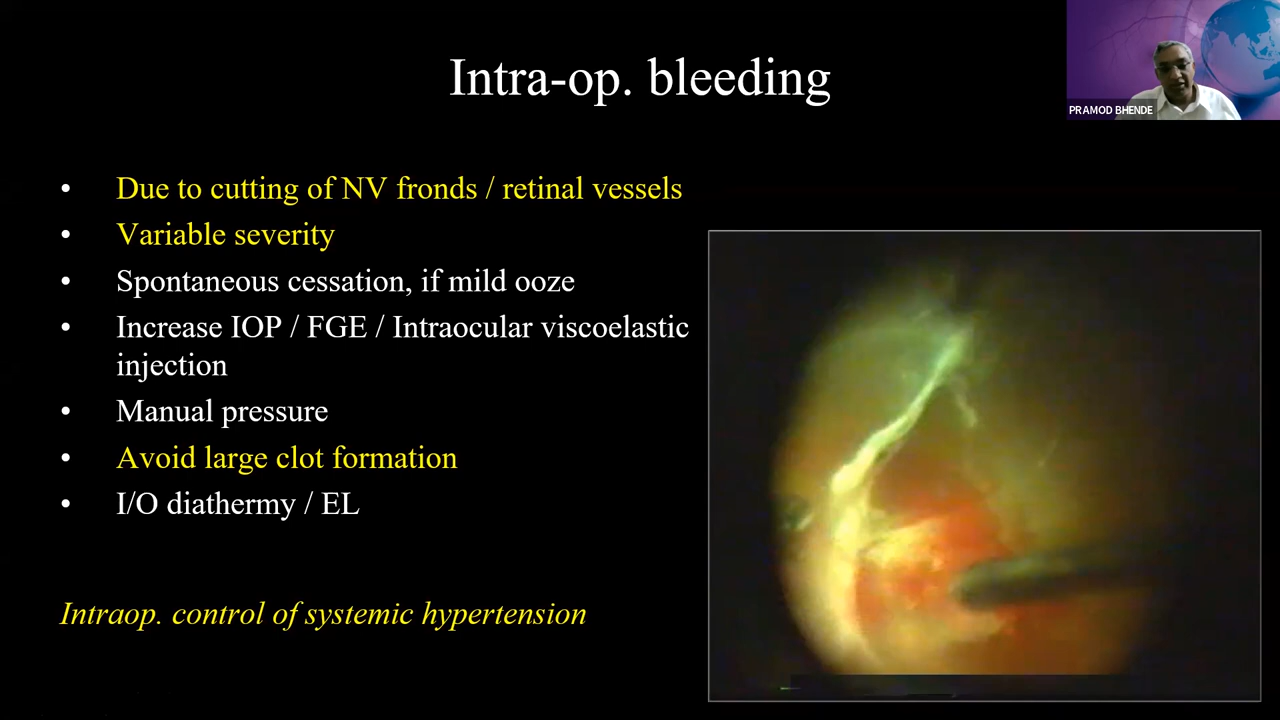 Intra-op. bleeding
PRAMOD BHENDE
• Due to cutting of NV fronds / retinal vessels
• Variable severity
• Spontaneous cessation, if mild ooze
• Increase IOP / FGE / Intraocular viscoelastic
injection
• Manual pressure
• Avoid large clot formation
• I/O diathermy / EL
Intraop. control of systemic hypertension